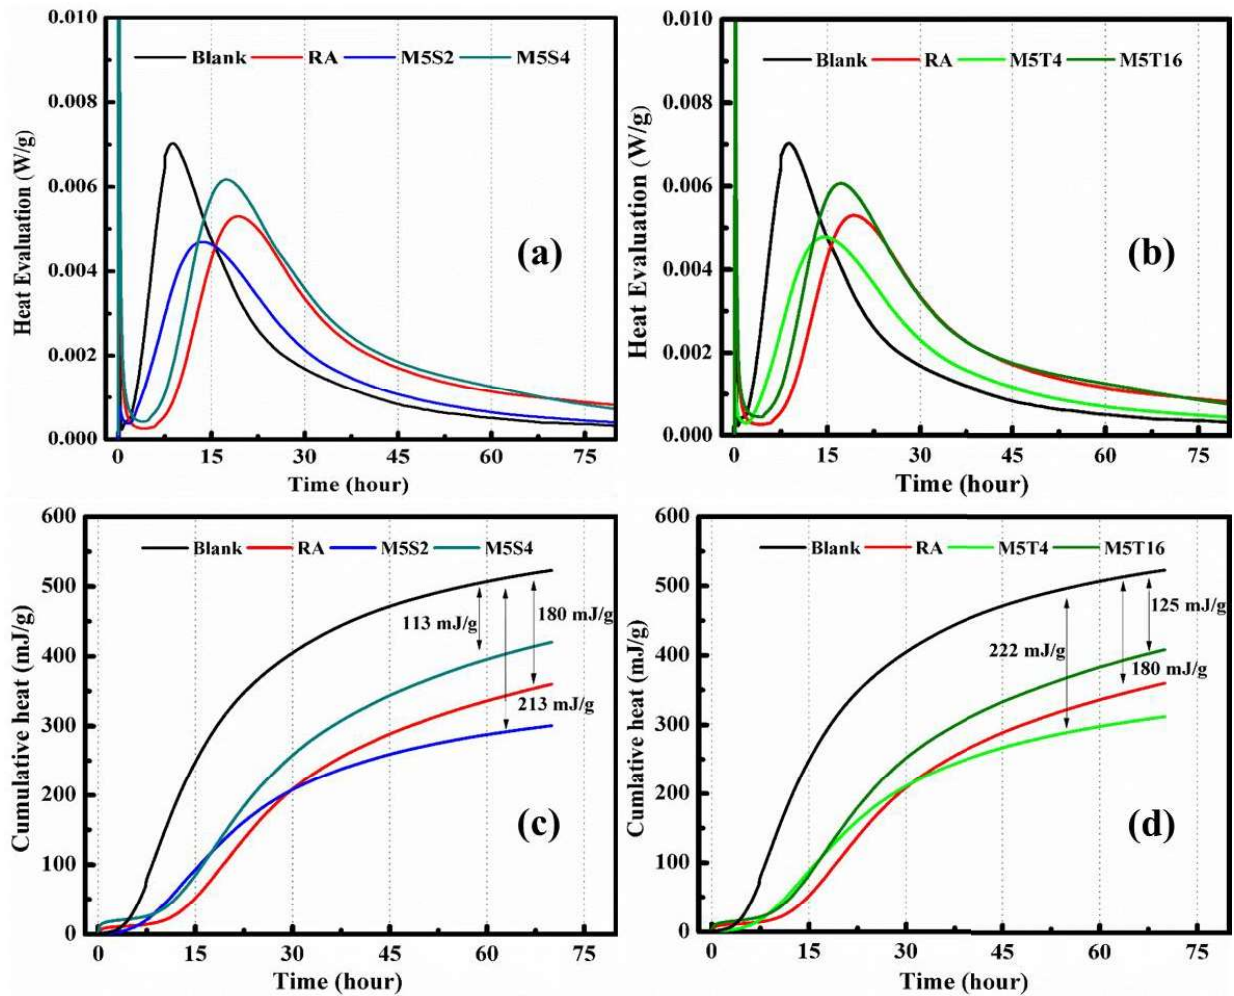 0.010
0.008
0.006
0.004
0.002
0.000
Heat Evaluation (W/g)
Blank RA M5S2 M5S4
(a)
0 15 30 45 60 75
Time (hour)
0.010
0.008
0.006
0.004
0.002
0.000
Heat Evaluation (W/g)
Blank RA M5T4 M5T16
(b)
0 15 30 45 60 75
Time (hour)
600
500
400
300
200
100
0
Cumulative heat (mJ/g)
Blank RA M5S2 M5S4
113 mJ/g
180 mJ/g
213 mJ/g
(c)
0 15 30 45 60 75
Time (hour)
600
500
400
300
200
100
0
Cumlative heat (mJ/g)
Blank RA M5T4 M5T16
125 mJ/g
222 mJ/g
180 mJ/g
(d)
0 15 30 45 60 75
Time (hour)